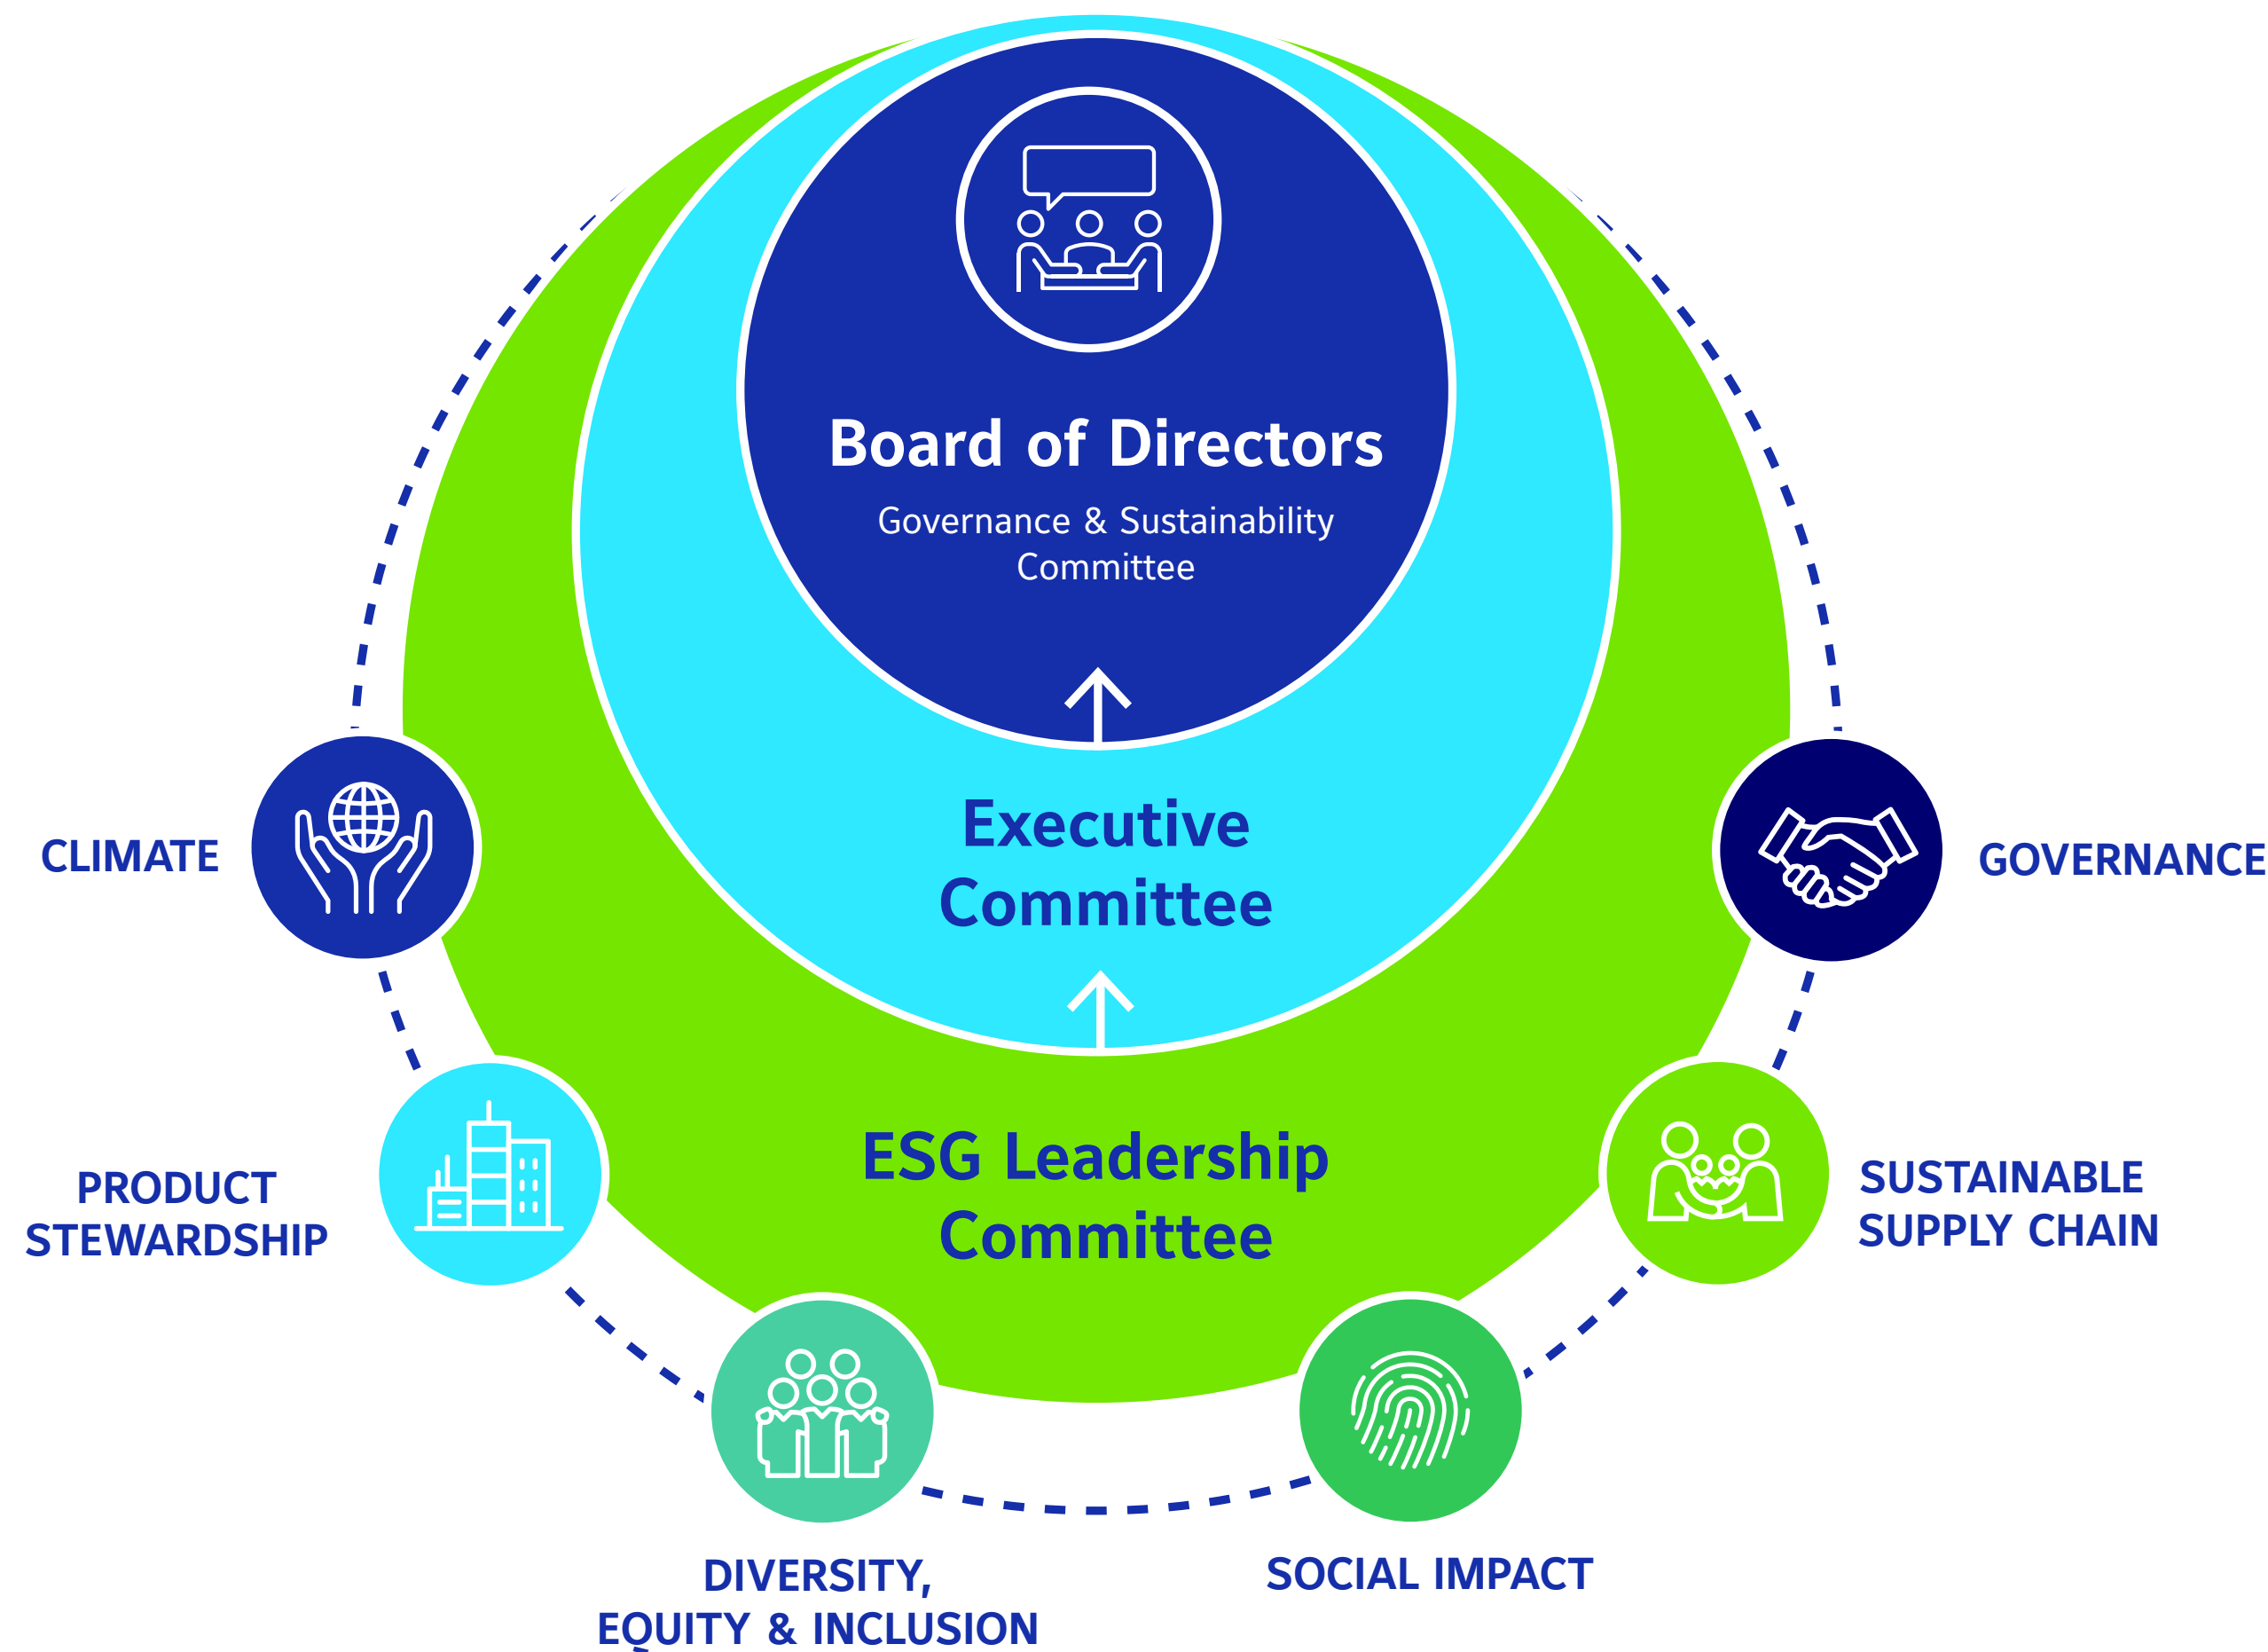 Board of Directors
Governance & Sustainability
Committee
Executive
Committee
ESG Leadership
Committee
CLIMATE
PRODUCT
STEWARDSHIP
DIVERSITY,
EQUITY & INCLUSION
SOCIAL IMPACT
SUSTAINABLE
SUPPLY CHAIN
GOVERNANCE